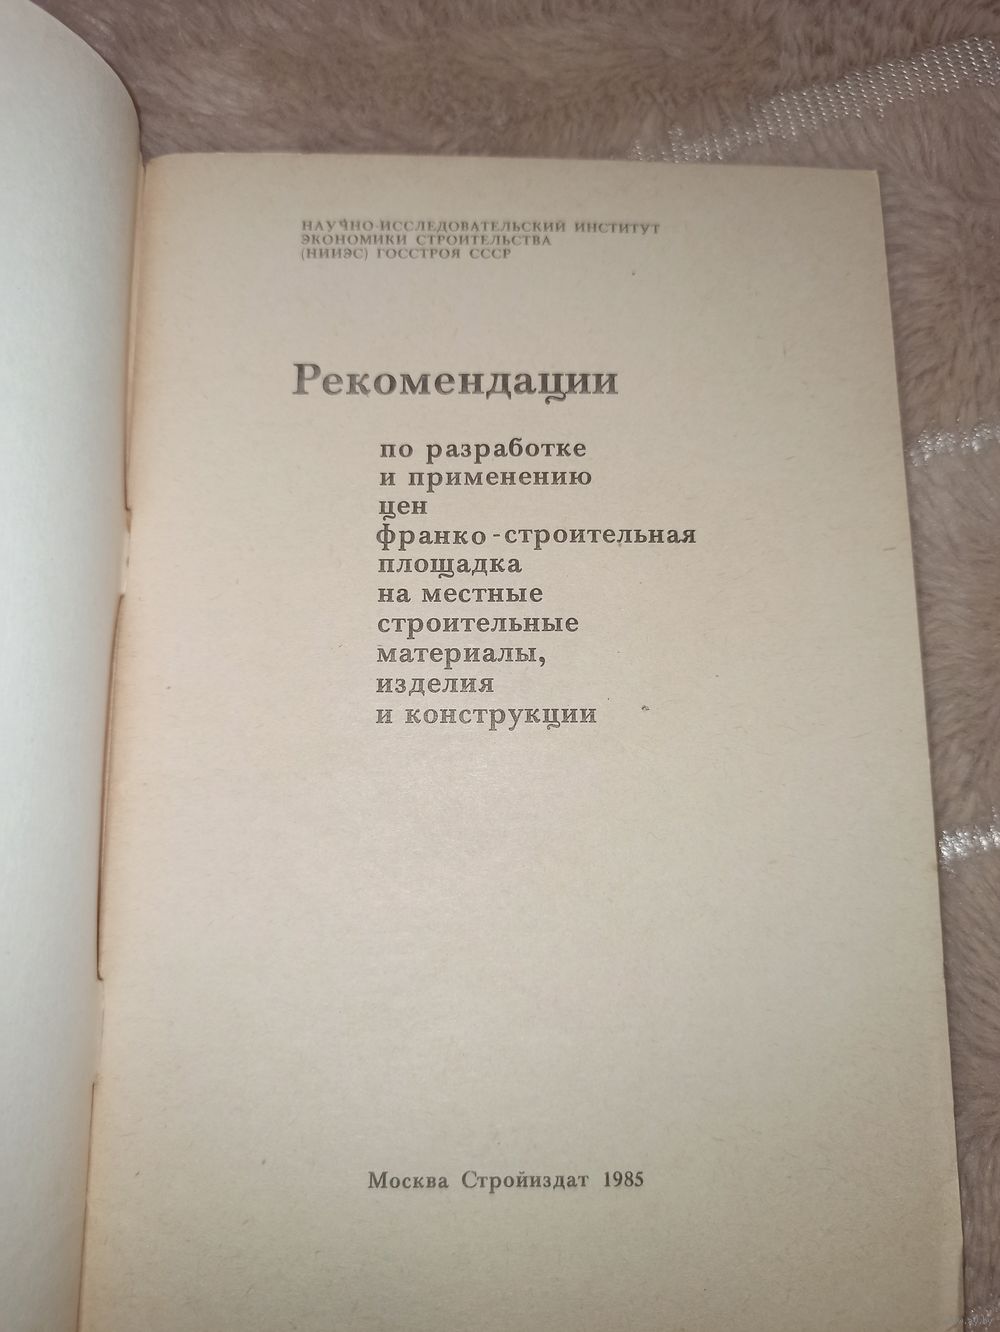 НАУЧНО-ИССЛЕДОВАТЕЛЬСКИЙ ИНСТИТУТ
ЭКОНОМИКИ СТРОИТЕЛЬСТВА
(НИИЭС) ГОССТРОЯ СССР
Рекомендации
по разработке
и применению
цен
франко-строительная
площадка
на местные
строительные
материалы,
изделия
и конструкции
Москва Стройиздат 1985